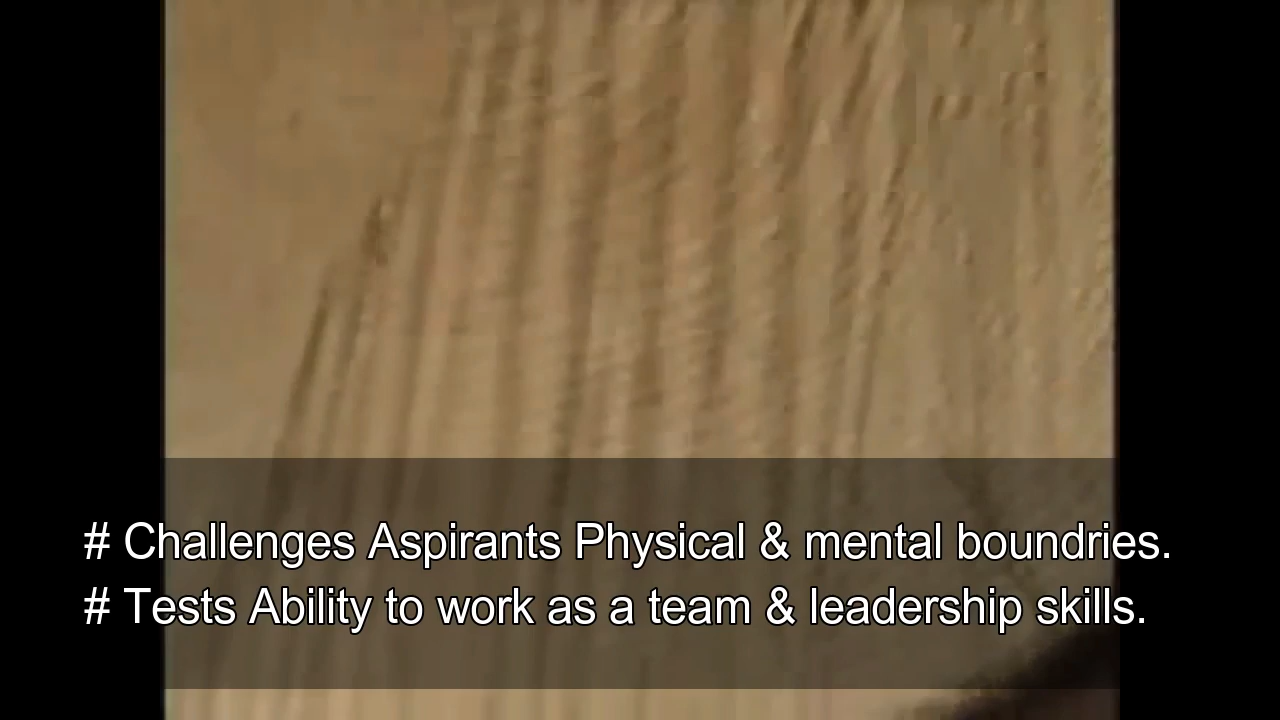 # Challenges Aspirants Physical & mental boundries.
# Tests Ability to work as a team & leadership skills.